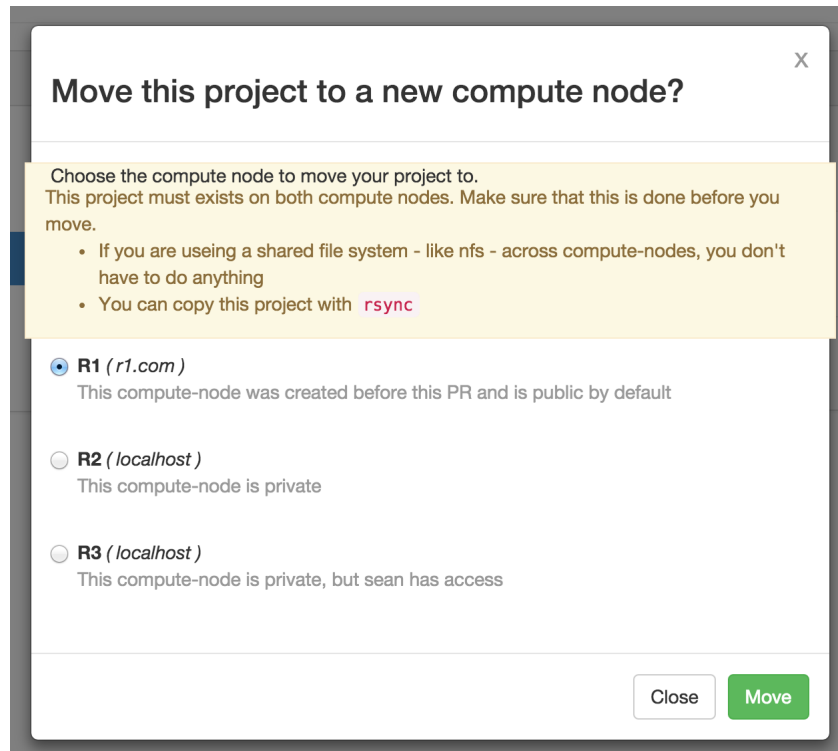 X
Move this project to a new compute node?
Choose the compute node to move your project to.
This project must exists on both compute nodes. Make sure that this is done before you
move.
• If you are useing a shared file system - like nfs - across compute-nodes, you don't
have to do anything
• You can copy this project with rsync
R1 ( r1.com )
This compute-node was created before this PR and is public by default
R2 ( localhost )
This compute-node is private
R3 ( localhost )
This compute-node is private, but sean has access
Close Move